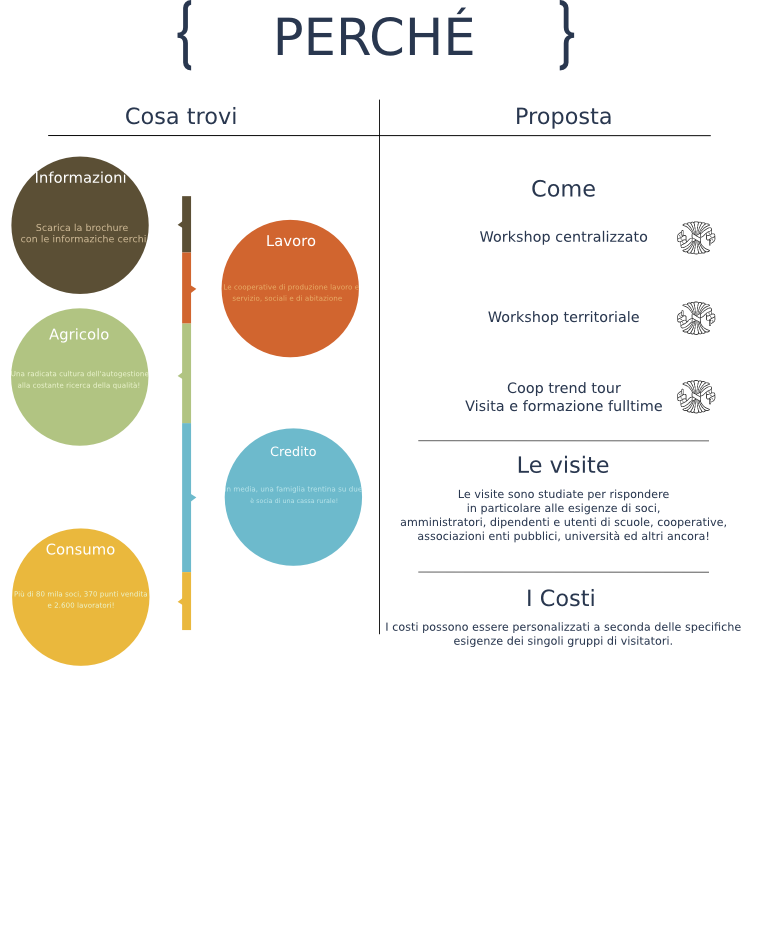 { PERCHÉ }
Cosa trovi
Informazioni
Scarica la brochure
con le informaziche cerchi
Lavoro
Le cooperative di produzione lavoro e
servizio, sociali e di abitazione
Agricolo
Una radicata cultura dell'autogestione
alla costante ricerca della qualità!
Credito
In media, una famiglia trentina su due
è socia di una cassa rurale!
Consumo
Più di 80 mila soci, 370 punti vendita
e 2.600 lavoratori!
Proposta
Come
Workshop centralizzato
Workshop territoriale
Coop trend tour
Visita e formazione fulltime
Le visite
Le visite sono studiate per rispondere
in particolare alle esigenze di soci,
amministratori, dipendenti e utenti di scuole, cooperative,
associazioni enti pubblici, università ed altri ancora!
I Costi
I costi possono essere personalizzati a seconda delle specifiche
esigenze dei singoli gruppi di visitatori.